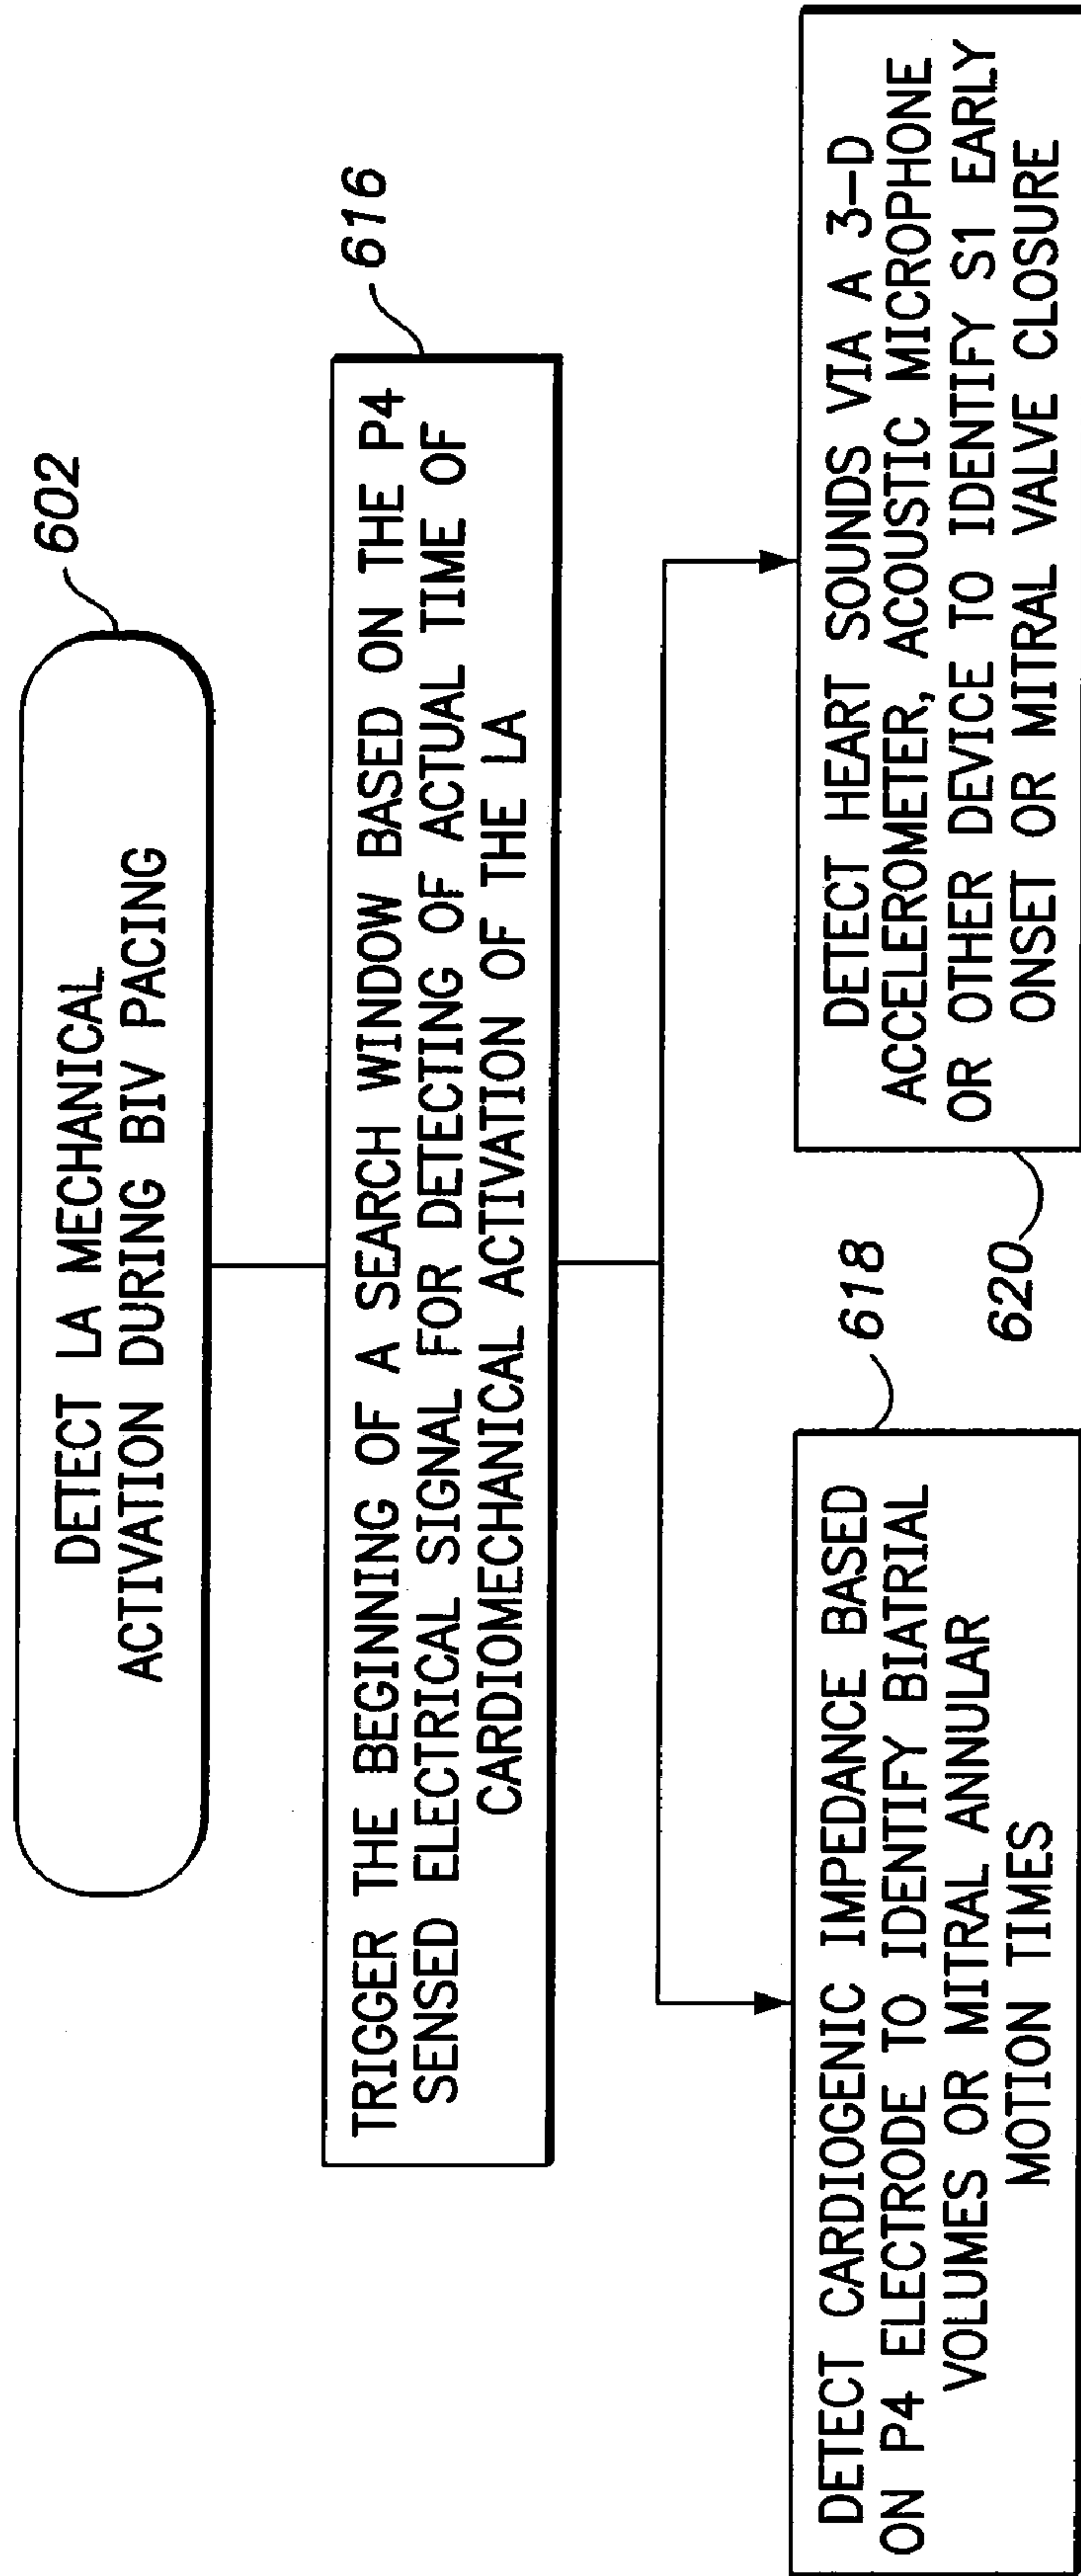 DETECT LA MECHANICAL
ACTIVATION DURING BIV PACING
602
TRIGGER THE BEGINNING OF A SEARCH WINDOW BASED ON THE P4
SENSED ELECTRICAL SIGNAL FOR DETECTING OF ACTUAL TIME OF
CARDIOMECHANICAL ACTIVATION OF THE LA
616
DETECT CARDIOGENIC IMPEDANCE BASED
ON P4 ELECTRODE TO IDENTIFY BIATRIAL
VOLUMES OR MITRAL ANNULAR
MOTION TIMES
618
DETECT HEART SOUNDS VIA A 3-D
ACCELEROMETER, ACOUSTIC MICROPHONE
OR OTHER DEVICE TO IDENTIFY S1 EARLY
ONSET OR MITRAL VALVE CLOSURE
620